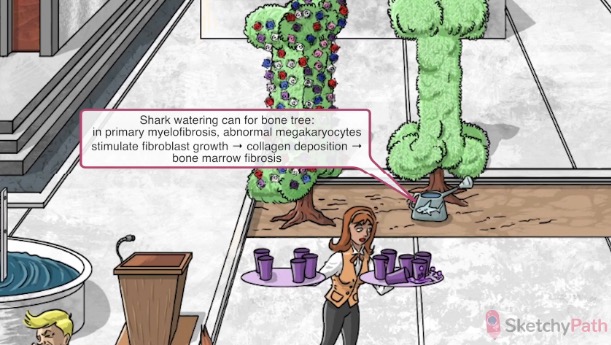 Shark watering can for bone tree:
in primary myelofibrosis, abnormal megakaryocytes
stimulate fibroblast growth → collagen deposition →
bone marrow fibrosis
SketchyPath